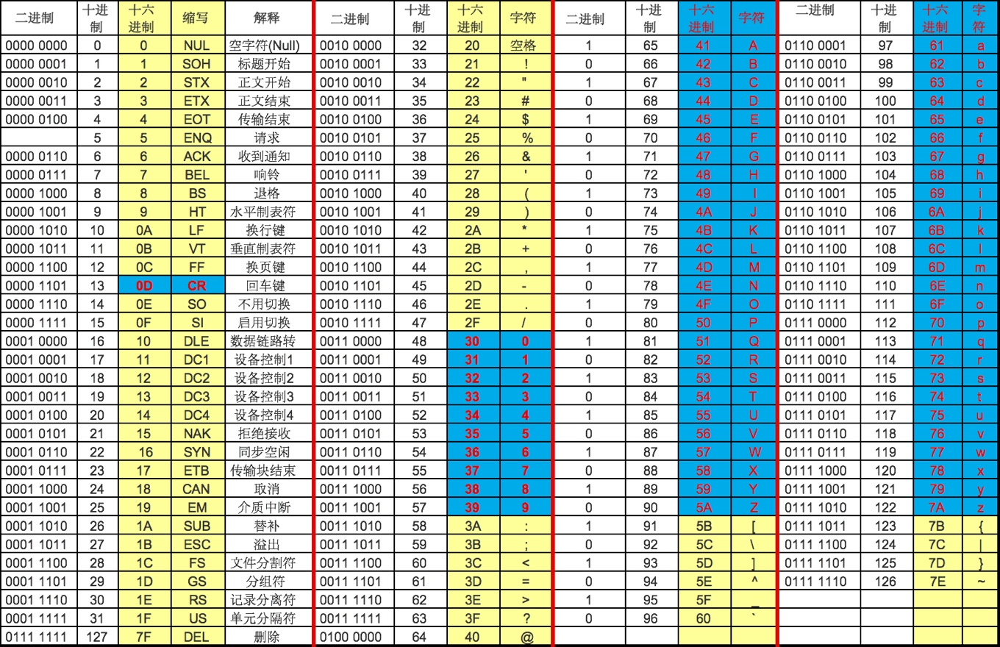 二进制 十进制 十六进制 缩写 解释 二进制 十进制 十六进制 字符 二进制 十进制 十六进制 字符 二进制 十进制 十六进制 字符
0000 0000 0 0 NUL 空字符(Null) 0010 0000 32 20 空格 1 65 41 A 0110 0001 97 61 a
0000 0001 1 1 SOH 标题开始 0010 0001 33 21 ! 0 66 42 B 0110 0010 98 62 b
0000 0010 2 2 STX 正文开始 0010 0010 34 22 " 1 67 43 C 0110 0011 99 63 c
0000 0011 3 3 ETX 正文结束 0010 0011 35 23 # 0 68 44 D 0110 0100 100 64 d
0000 0100 4 4 EOT 传输结束 0010 0100 36 24 $ 1 69 45 E 0110 0101 101 65 e
5 5 ENQ 请求 0010 0101 37 25 % 0 70 46 F 0110 0110 102 66 f
0000 0110 6 6 ACK 收到通知 0010 0110 38 26 & 1 71 47 G 0110 0111 103 67 g
0000 0111 7 7 BEL 响铃 0010 0111 39 27 ' 0 72 48 H 0110 1000 104 68 h
0000 1000 8 8 BS 退格 0010 1000 40 28 ( 1 73 49 I 0110 1001 105 69 i
0000 1001 9 9 HT 水平制表符 0010 1001 41 29 ) 0 74 4A J 0110 1010 106 6A j
0000 1010 10 0A LF 换行键 0010 1010 42 2A * 1 75 4B K 0110 1011 107 6B k
0000 1011 11 0B VT 垂直制表符 0010 1011 43 2B + 0 76 4C L 0110 1100 108 6C l
0000 1100 12 0C FF 换页键 0010 1100 44 2C , 1 77 4D M 0110 1101 109 6D m
0000 1101 13 0D CR 回车键 0010 1101 45 2D - 0 78 4E N 0110 1110 110 6E n
0000 1110 14 0E SO 不用切换 0010 1110 46 2E . 1 79 4F O 0110 1111 111 6F o
0000 1111 15 0F SI 启用切换 0010 1111 47 2F / 0 80 50 P 0111 0000 112 70 p
0001 0000 16 10 DLE 数据链路转 0011 0000 48 30 0 1 81 51 Q 0111 0001 113 71 q
0001 0001 17 11 DC1 设备控制1 0011 0001 49 31 1 0 82 52 R 0111 0010 114 72 r
0001 0010 18 12 DC2 设备控制2 0011 0010 50 32 2 1 83 53 S 0111 0011 115 73 s
0001 0011 19 13 DC3 设备控制3 0011 0011 51 33 3 0 84 54 T 0111 0100 116 74 t
0001 0100 20 14 DC4 设备控制4 0011 0100 52 34 4 1 85 55 U 0111 0101 117 75 u
0001 0101 21 15 NAK 拒绝接收 0011 0101 53 35 5 0 86 56 V 0111 0110 118 76 v
0001 0110 22 16 SYN 同步空闲 0011 0110 54 36 6 1 87 57 W 0111 0111 119 77 w
0001 0111 23 17 ETB 传输块结束 0011 0111 55 37 7 0 88 58 X 0111 1000 120 78 x
0001 1000 24 18 CAN 取消 0011 1000 56 38 8 1 89 59 Y 0111 1001 121 79 y
0001 1001 25 19 EM 介质中断 0011 1001 57 39 9 0 90 5A Z 0111 1010 122 7A z
0001 1010 26 1A SUB 替补 0011 1010 58 3A : 1 91 5B [ 0111 1011 123 7B {
0001 1011 27 1B ESC 溢出 0011 1011 59 3B ; 0 92 5C \ 0111 1100 124 7C |
0001 1100 28 1C FS 文件分割符 0011 1100 60 3C < 1 93 5D ] 0111 1101 125 7D }
0001 1101 29 1D GS 分组符 0011 1101 61 3D = 0 94 5E ^ 0111 1110 126 7E ~
0001 1110 30 1E RS 记录分离符 0011 1110 62 3E > 1 95 5F _
0001 1111 31 1F US 单元分隔符 0011 1111 63 3F ? 0 96 60 `
0111 1111 127 7F DEL 删除 0100 0000 64 40 @